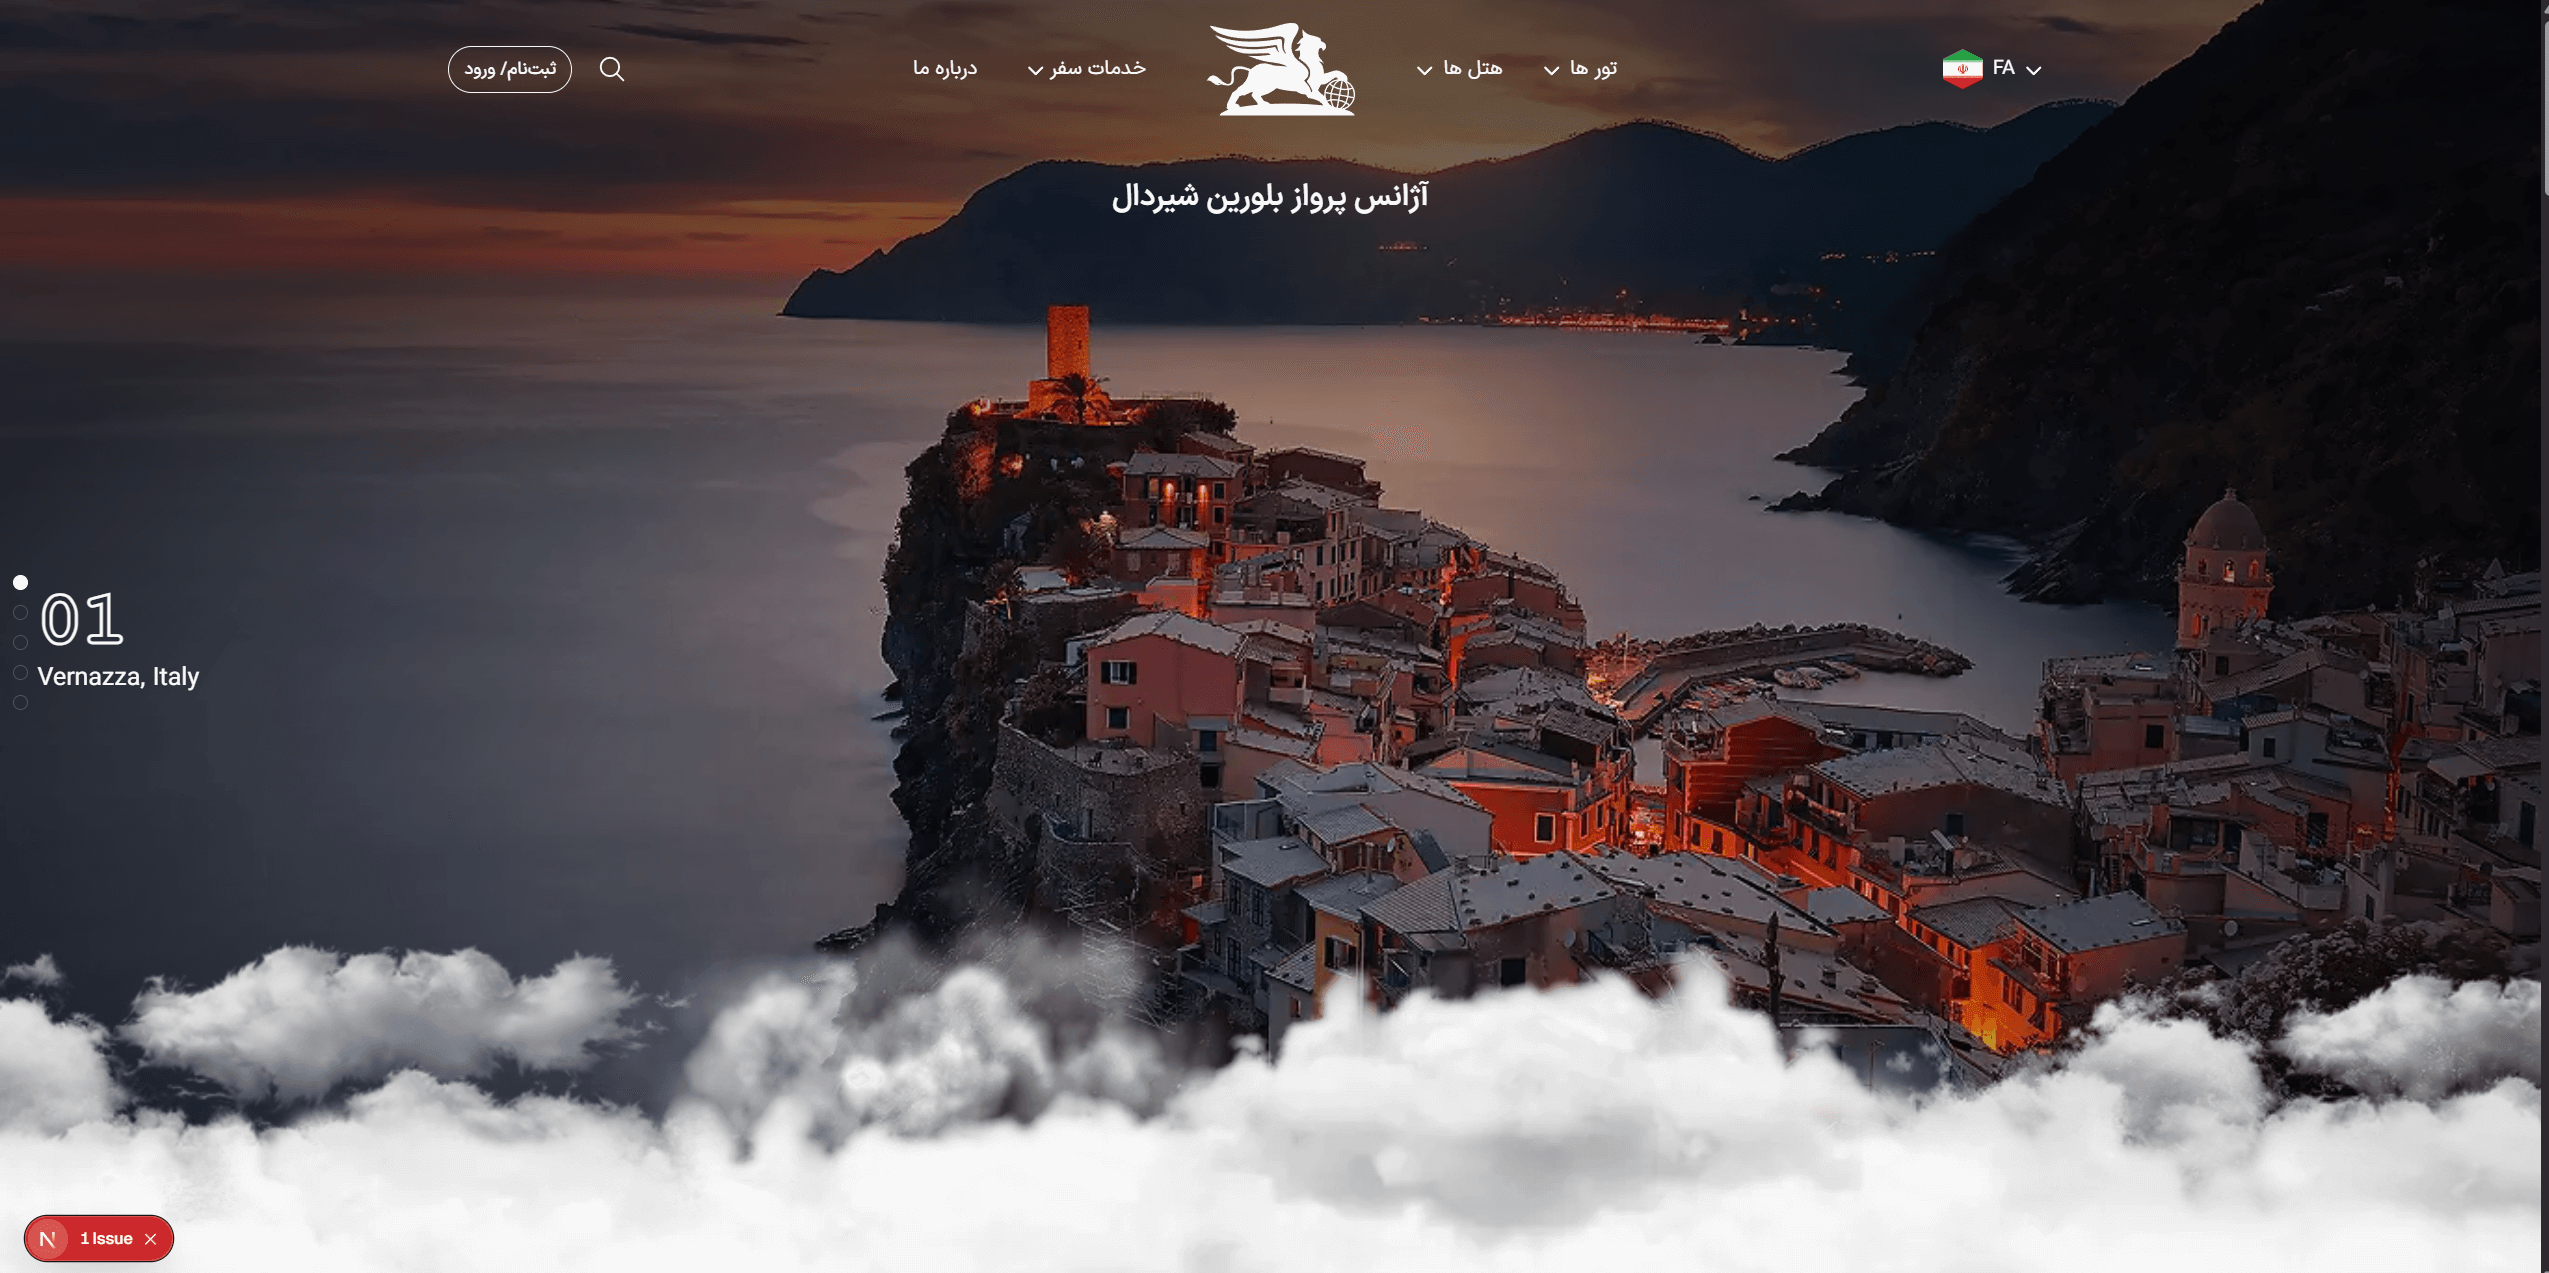 FA
تور ها
هتل ها
خدمات سفر
درباره ما
ثبت‌نام/ ورود
آژانس پرواز بلورین شیردال
01
Vernazza, Italy
N 1 Issue